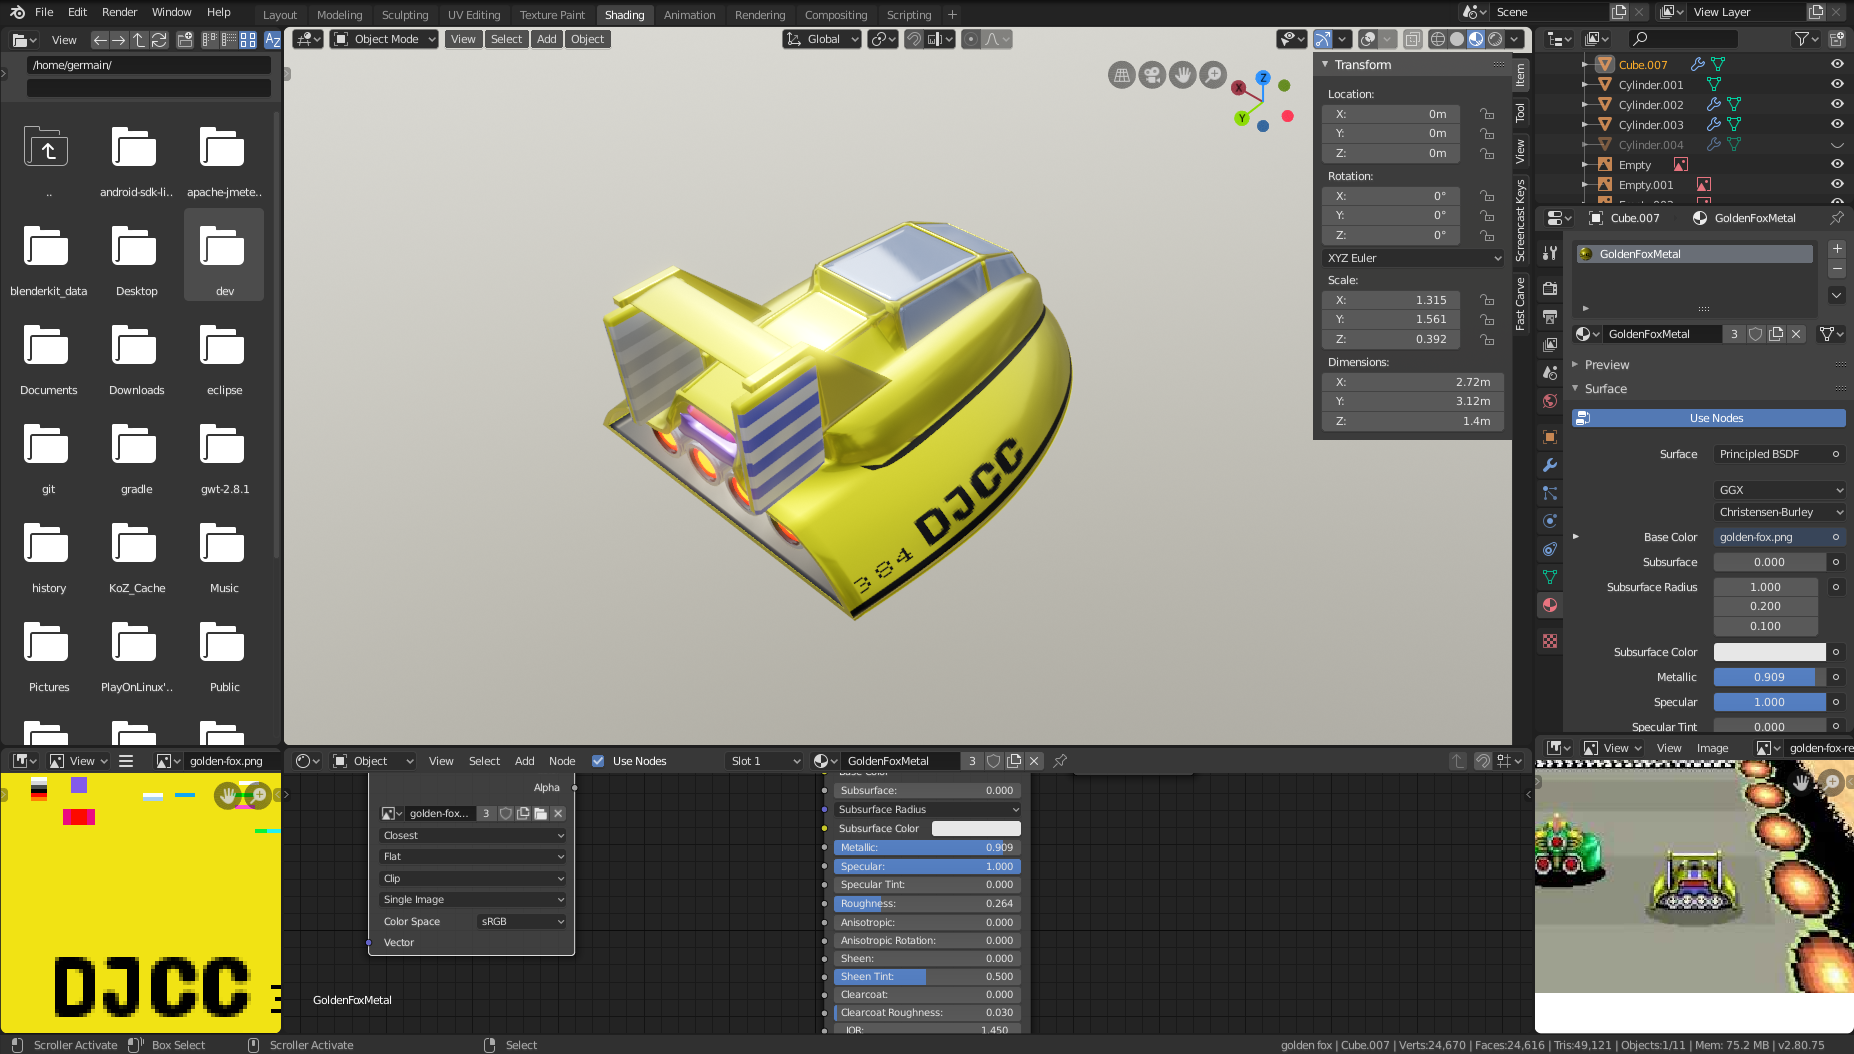 File Edit Render Window Help Layout Modeling Sculpting UV Editing Texture Paint Shading Animation Rendering Compositing Scripting + Scene View Layer
View Object Mode View Select Add Object Global
/home/germain/
..
android-sdk-li..
apache-jmete..
blenderkit_data
Desktop
dev
Documents
Downloads
eclipse
git
gradle
gwt-2.8.1
history
KoZ_Cache
Music
Pictures
PlayOnLinux'..
Public
X
Y
Z
DJCC
384
Transform
Location:
X: 0m
Y: 0m
Z: 0m
Rotation:
X: 0°
Y: 0°
Z: 0°
XYZ Euler
Scale:
X: 1.315
Y: 1.561
Z: 0.392
Dimensions:
X: 2.72m
Y: 3.12m
Z: 1.4m
Item
Tool
View
Screencast Keys
Fast Carve
Cube.007
Cylinder.001
Cylinder.002
Cylinder.003
Cylinder.004
Empty
Empty.001
Cube.007 GoldenFoxMetal
GoldenFoxMetal
GoldenFoxMetal 3
Preview
Surface
Use Nodes
Surface Principled BSDF
GGX
Christensen-Burley
Base Color golden-fox.png
Subsurface 0.000
Subsurface Radius 1.000
0.200
0.100
Subsurface Color
Metallic 0.909
Specular 1.000
Specular Tint 0.000
View golden-fox.png
DJCC
Object View Select Add Node Use Nodes Slot 1 GoldenFoxMetal 3
Alpha
golden-fox... 3
Closest
Flat
Clip
Single Image
Color Space sRGB
Vector
GoldenFoxMetal
Base Color
Subsurface: 0.000
Subsurface Radius
Subsurface Color
Metallic: 0.909
Specular: 1.000
Specular Tint: 0.000
Roughness: 0.264
Anisotropic: 0.000
Anisotropic Rotation: 0.000
Sheen: 0.000
Sheen Tint: 0.500
Clearcoat: 0.000
Clearcoat Roughness: 0.030
IOR: 1.450
View View Image golden-fox-re
Scroller Activate Box Select Scroller Activate Select
golden fox | Cube.007 | Verts:24,670 | Faces:24,616 | Tris:49,121 | Objects:1/11 | Mem: 75.2 MB | v2.80.75